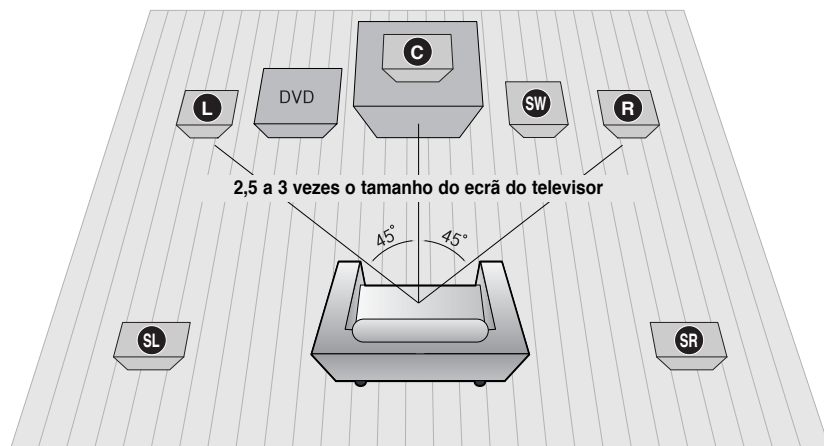 C
L
DVD
SW
R
2,5 a 3 vezes o tamanho do ecrã do televisor
45°
45°
SL
SR